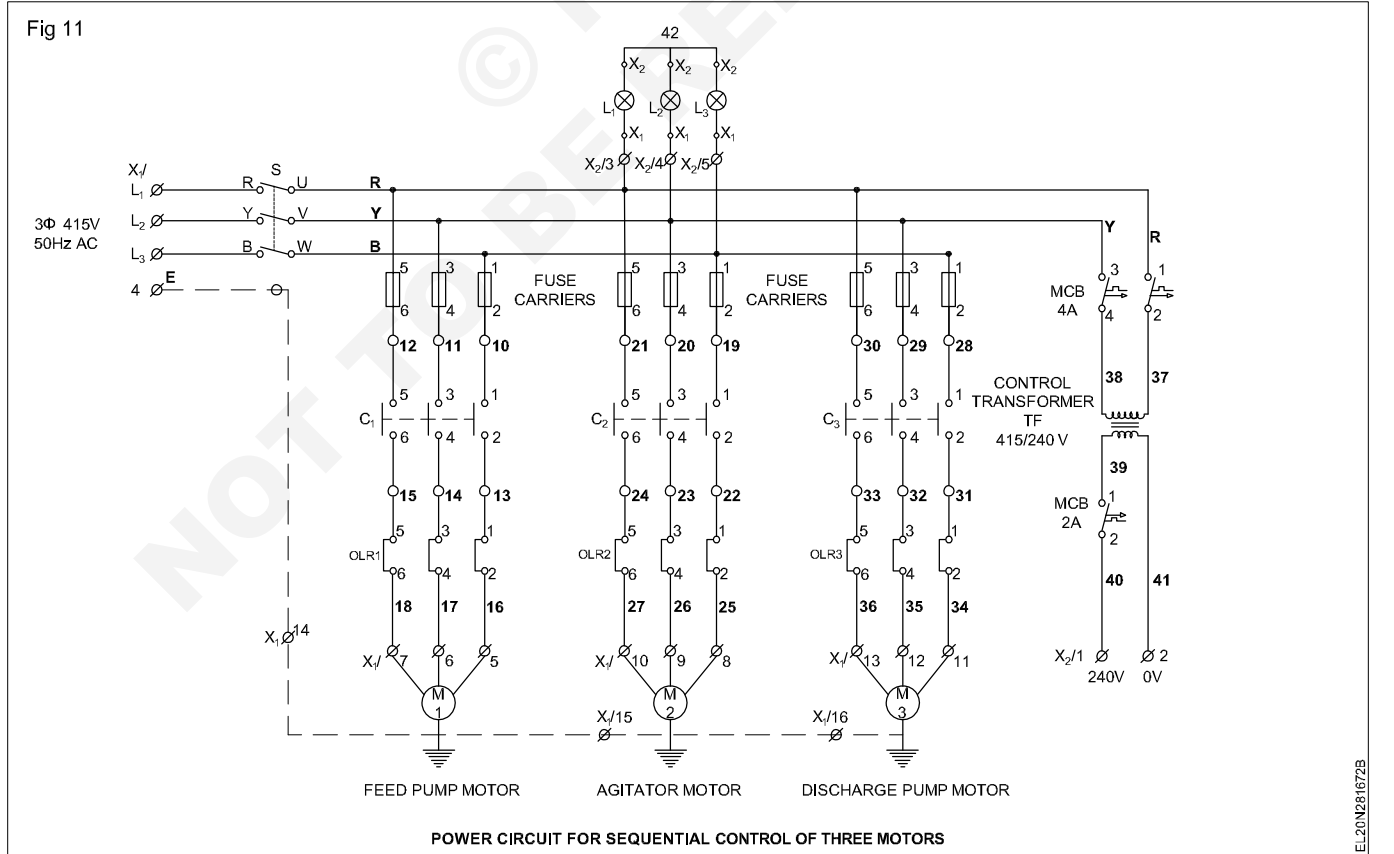 Fig 11
42
X2 X2 X2
L1 L2 L3
X1 X1 X1
X2/3 X2/4 X2/5
X1/
S
L1 R U R
L2 Y V Y
L3 B W B
3Φ 415V
50Hz AC
4 E
Y R
5 3 1 5 3 1 5 3 1
FUSE
CARRIERS
FUSE
CARRIERS
6 4 2 6 4 2 6 4 2
MCB
4A
3 1
4 2
12 11 10 21 20 19 30 29 28
38 37
CONTROL
TRANSFORMER
TF
415/240 V
5 3 1 5 3 1 5 3 1
C1 C2 C3
6 4 2 6 4 2 6 4 2
39
15 14 13 24 23 22 33 32 31
MCB
2A
1
2
5 3 1 5 3 1 5 3 1
OLR1 OLR2 OLR3
6 4 2 6 4 2 6 4 2
18 17 16 27 26 25 36 35 34
40 41
X1 14
X1/ 7 6 5 X1/ 10 9 8 X1/ 13 12 11
X2/1 2
240V 0V
M
1
M
2
M
3
X1/15 X1/16
FEED PUMP MOTOR AGITATOR MOTOR DISCHARGE PUMP MOTOR
POWER CIRCUIT FOR SEQUENTIAL CONTROL OF THREE MOTORS
EL20N281672B